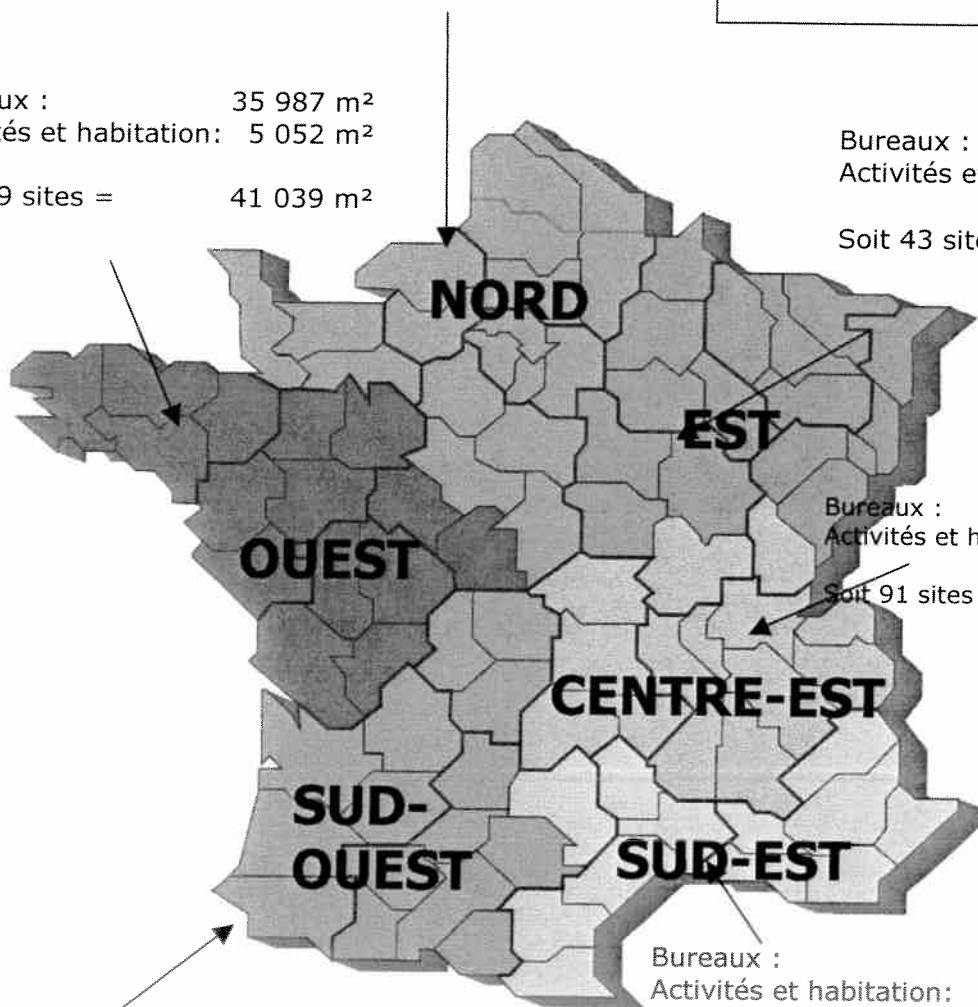 ux : 35 987 m²
tés et habitation: 5 052 m²
9 sites = 41 039 m²
Bureaux :
Activités e
Soit 43 site
NORD
EST
Bureaux :
Activités et h
Soit 91 sites
OUEST
CENTRE-EST
SUD-
OUEST
SUD-EST
Bureaux :
Activités et habitation: